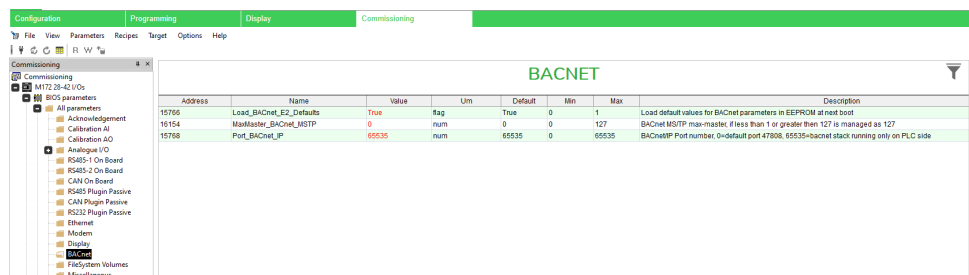 Configuration Programming Display Commissioning
File View Parameters Recipes Target Options Help
R W
Commissioning
Commissioning
M172 28-42 I/Os
BIOS parameters
All parameters
Acknowledgement
Calibration AI
Calibration AO
Analogue I/O
RS485-1 On Board
RS485-2 On Board
CAN On Board
RS485 Plugin Passive
CAN Plugin Passive
RS232 Plugin Passive
Ethernet
Modem
Display
BACnet
FileSystem Volumes
Miscellaneous
BACNET
Address Name Value Um Default Min Max Description
15766 Load_BACnet_E2_Defaults True flag True 0 1 Load default values for BACnet parameters in EEPROM at next boot
16154 MaxMaster_BACnet_MSTP 0 num 0 0 127 BACnet MS/TP max-master, if less than 1 or greater then 127 is managed as 127
15768 Port_BACnet_IP 65535 num 65535 0 65535 BACnet/IP Port number, 0=default port 47808, 65535=bacnet stack running only on PLC side